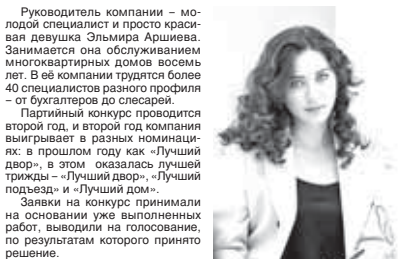 Руководитель компании – мо-
лодой специалист и просто краси-
вая девушка Эльмира Аршиева.
Занимается она обслуживанием
многоквартирных домов восемь
лет. В её компании трудятся более
40 специалистов разного профиля
– от бухгалтеров до слесарей.
Партийный конкурс проводится
второй год, и второй год компания
выигрывает в разных номинаци-
ях: в прошлом году как «Лучший
двор», в этом оказалась лучшей
трижды – «Лучший двор», «Лучший
подъезд» и «Лучший дом».
Заявки на конкурс принимали
на основании уже выполненных
работ, выводили на голосование,
по результатам которого принято
решение.